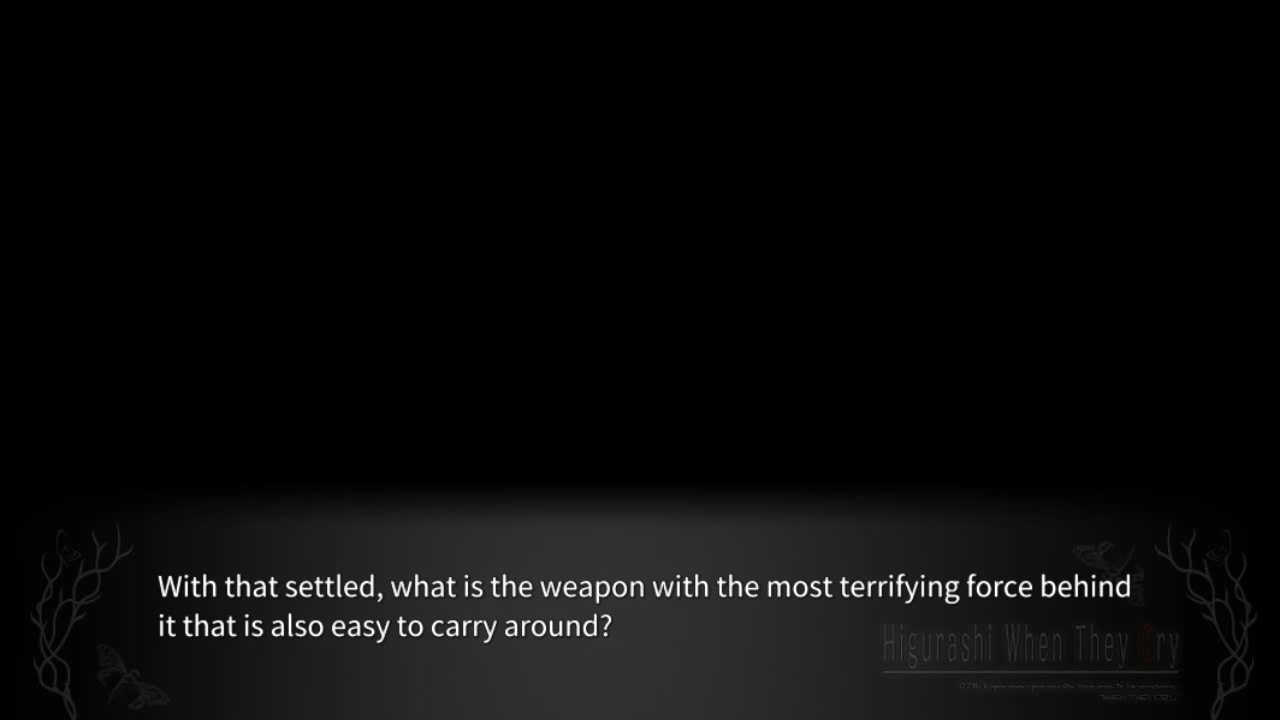 With that settled, what is the weapon with the most terrifying force behind
it that is also easy to carry around?
Higurashi When They Cry